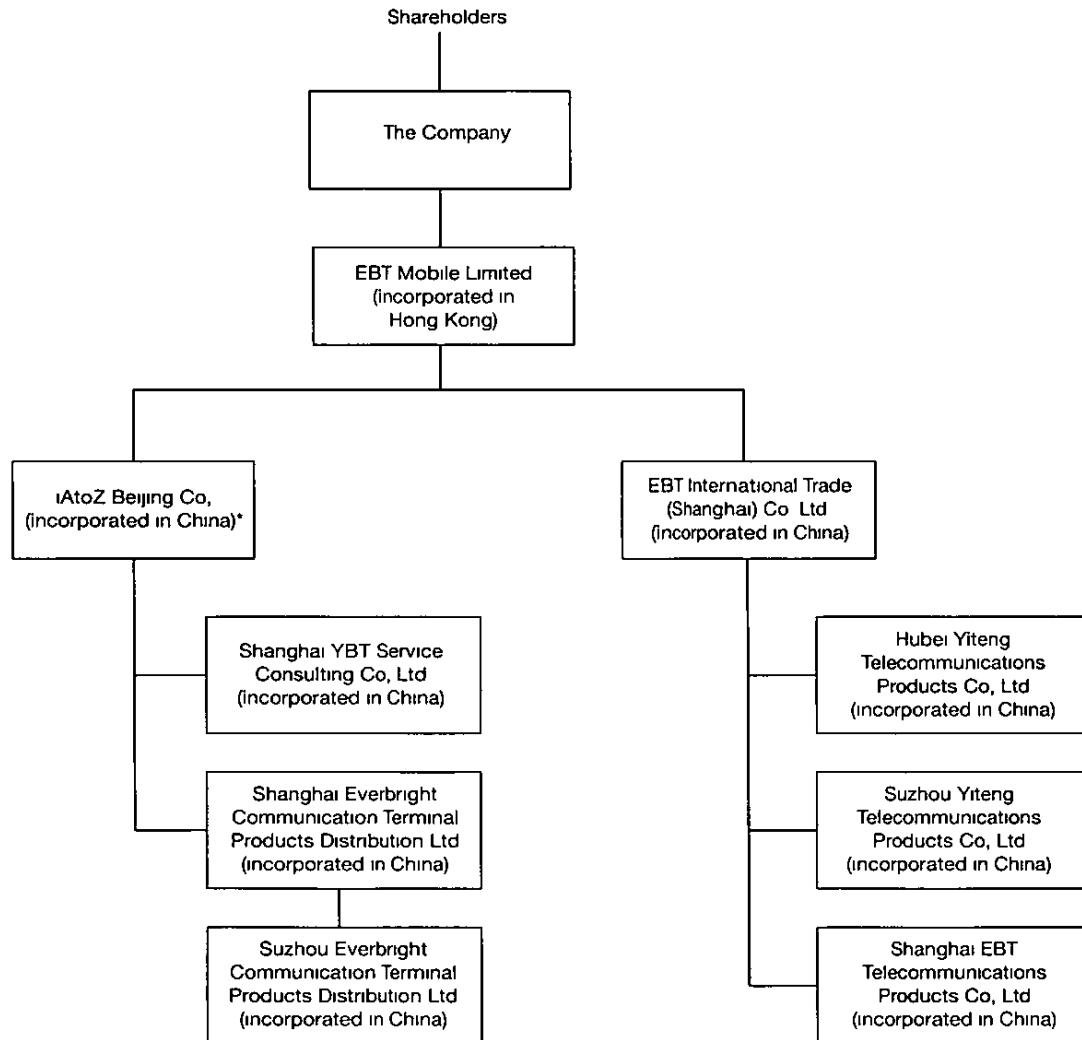 Shareholders
The Company
EBT Mobile Limited
(incorporated in
Hong Kong)
iAtoZ Beijing Co,
(incorporated in China)*
EBT International Trade
(Shanghai) Co Ltd
(incorporated in China)
Shanghai YBT Service
Consulting Co, Ltd
(incorporated in China)
Hubei Yiteng
Telecommunications
Products Co, Ltd
(incorporated in China)
Shanghai Everbright
Communication Terminal
Products Distribution Ltd
(incorporated in China)
Suzhou Yiteng
Telecommunications
Products Co, Ltd
(incorporated in China)
Suzhou Everbright
Communication Terminal
Products Distribution Ltd
(incorporated in China)
Shanghai EBT
Telecommunications
Products Co, Ltd
(incorporated in China)